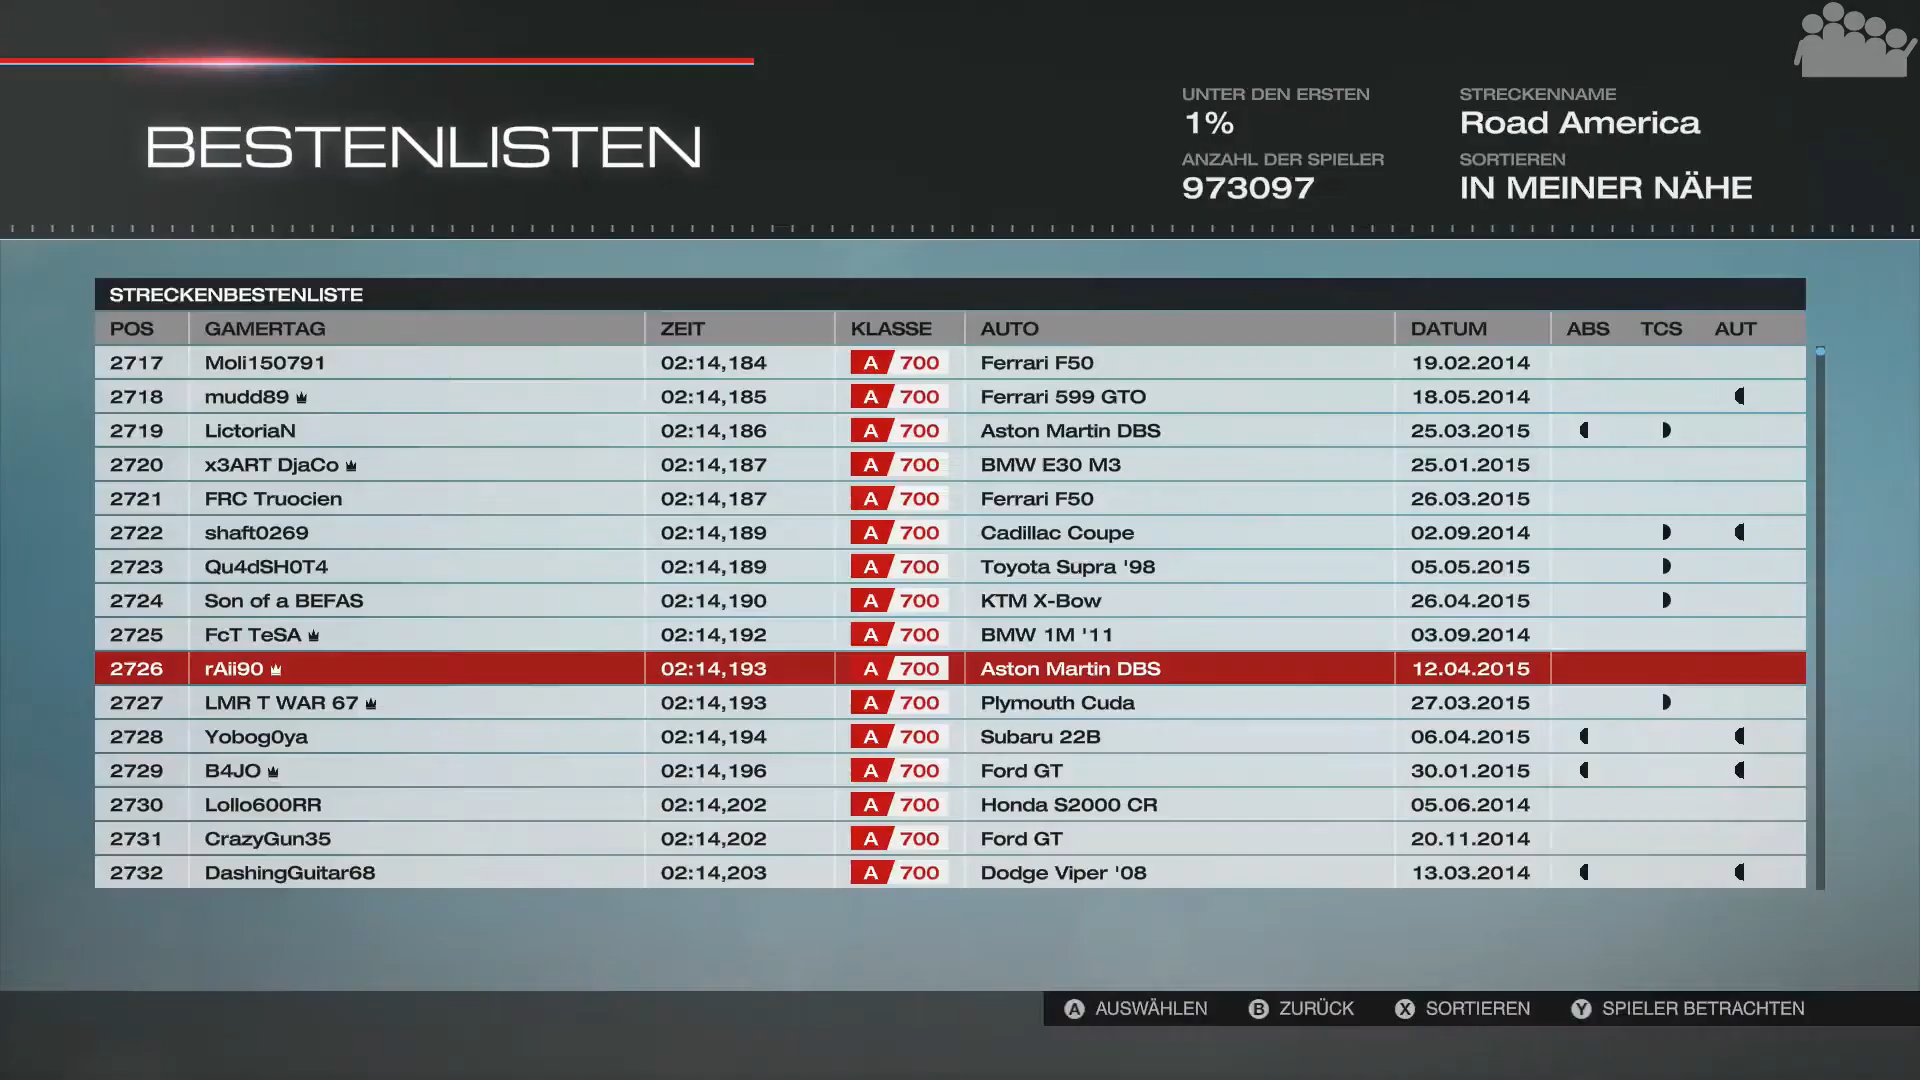 BESTENLISTEN
UNTER DEN ERSTEN
1%
ANZAHL DER SPIELER
973097
STRECKENNAME
Road America
SORTIEREN
IN MEINER NÄHE
STRECKENBESTENLISTE
POS GAMERTAG ZEIT KLASSE AUTO DATUM ABS TCS AUT
2717 Moli150791 02:14,184 A 700 Ferrari F50 19.02.2014
2718 mudd89 02:14,185 A 700 Ferrari 599 GTO 18.05.2014
2719 LictoriaN 02:14,186 A 700 Aston Martin DBS 25.03.2015
2720 x3ART DjaCo 02:14,187 A 700 BMW E30 M3 25.01.2015
2721 FRC Truocien 02:14,187 A 700 Ferrari F50 26.03.2015
2722 shaft0269 02:14,189 A 700 Cadillac Coupe 02.09.2014
2723 Qu4dSH0T4 02:14,189 A 700 Toyota Supra '98 05.05.2015
2724 Son of a BEFAS 02:14,190 A 700 KTM X-Bow 26.04.2015
2725 FcT TeSA 02:14,192 A 700 BMW 1M '11 03.09.2014
2726 rAii90 02:14,193 A 700 Aston Martin DBS 12.04.2015
2727 LMR T WAR 67 02:14,193 A 700 Plymouth Cuda 27.03.2015
2728 Yobog0ya 02:14,194 A 700 Subaru 22B 06.04.2015
2729 B4JO 02:14,196 A 700 Ford GT 30.01.2015
2730 Lollo600RR 02:14,202 A 700 Honda S2000 CR 05.06.2014
2731 CrazyGun35 02:14,202 A 700 Ford GT 20.11.2014
2732 DashingGuitar68 02:14,203 A 700 Dodge Viper '08 13.03.2014
A AUSWÄHLEN B ZURÜCK X SORTIEREN Y SPIELER BETRACHTEN